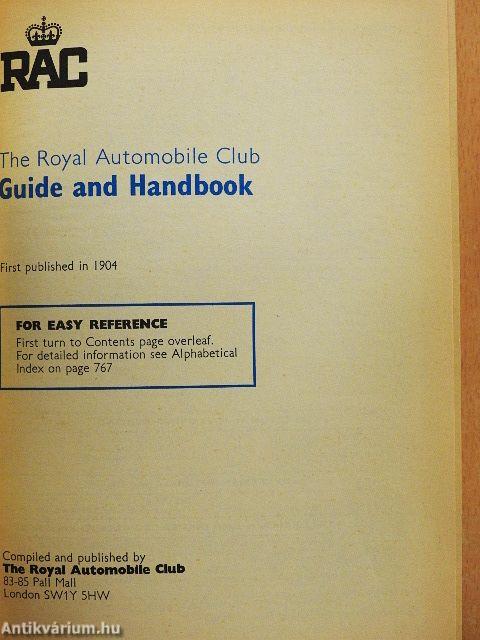 RAC
The Royal Automobile Club
Guide and Handbook
First published in 1904
FOR EASY REFERENCE
First turn to Contents page overleaf.
For detailed information see Alphabetical
Index on page 767
Compiled and published by
The Royal Automobile Club
83-85 Pall Mall
London SW1Y 5HW
Antikvárium.hu